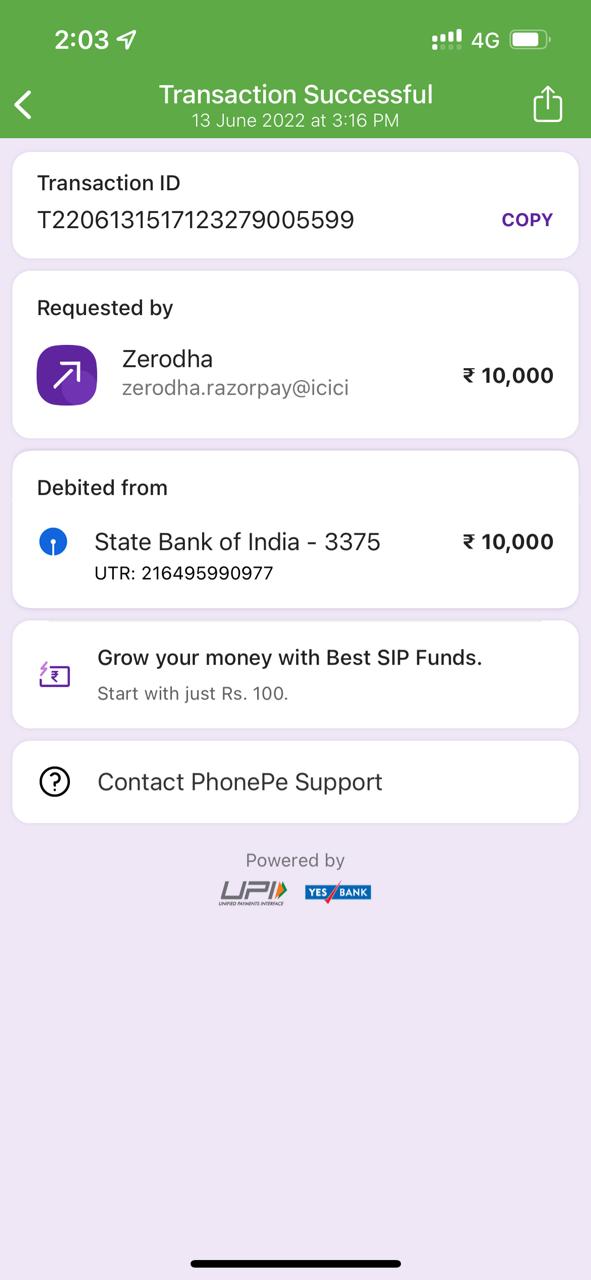 2:03
4G
Transaction Successful
13 June 2022 at 3:16 PM
Transaction ID
T2206131517123279005599 COPY
Requested by
Zerodha
zerodha.razorpay@icici
₹ 10,000
Debited from
State Bank of India - 3375 ₹ 10,000
UTR: 216495990977
Grow your money with Best SIP Funds.
Start with just Rs. 100.
Contact PhonePe Support
Powered by
UPI YES BANK
UNIFIED PAYMENTS INTERFACE